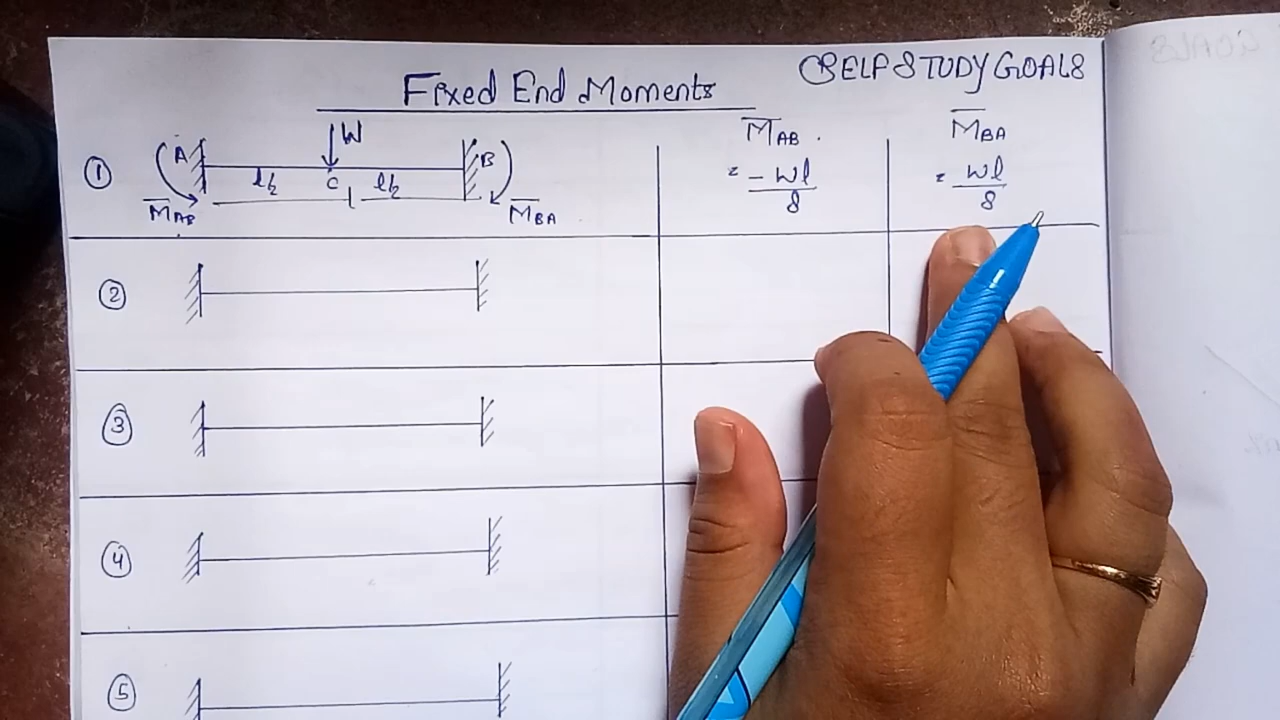 SELF STUDY GOALS
Fixed End Moments
M̅AB
M̅BA
① A W B
l/2 C l/2
M̅AB M̅BA
= -Wl/8
= Wl/8
②
③
④
⑤